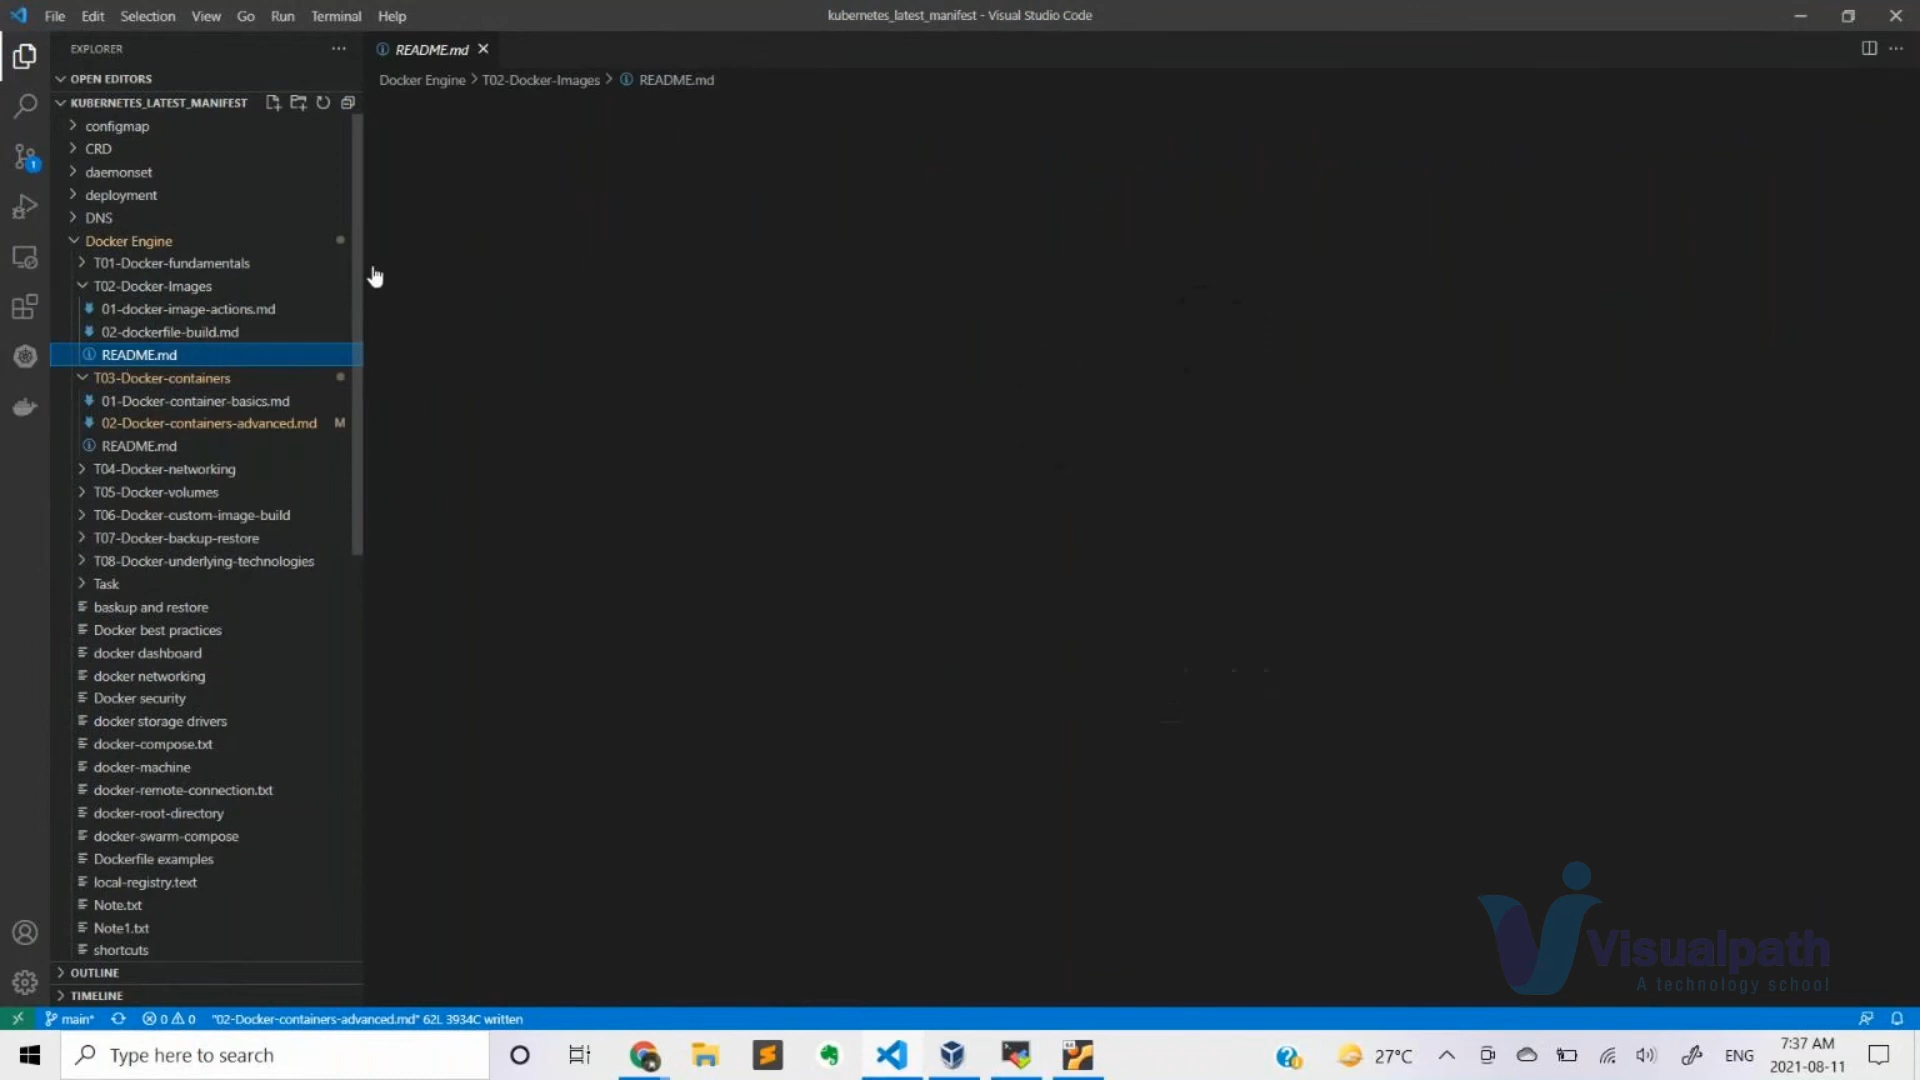 File Edit Selection View Go Run Terminal Help
kubernetes_latest_manifest - Visual Studio Code
EXPLORER
README.md
OPEN EDITORS
Docker Engine > T02-Docker-Images > README.md
KUBERNETES_LATEST_MANIFEST
configmap
CRD
daemonset
deployment
DNS
Docker Engine
T01-Docker-fundamentals
T02-Docker-Images
01-docker-image-actions.md
02-dockerfile-build.md
README.md
T03-Docker-containers
01-Docker-container-basics.md
02-Docker-containers-advanced.md M
README.md
T04-Docker-networking
T05-Docker-volumes
T06-Docker-custom-image-build
T07-Docker-backup-restore
T08-Docker-underlying-technologies
Task
baskup and restore
Docker best practices
docker dashboard
docker networking
Docker security
docker storage drivers
docker-compose.txt
docker-machine
docker-remote-connection.txt
docker-root-directory
docker-swarm-compose
Dockerfile examples
local-registry.text
Note.txt
Note1.txt
shortcuts
OUTLINE
TIMELINE
1
Visualpath
A technology school
main* 0 0 "02-Docker-containers-advanced.md" 62L 3934C written
Type here to search
27°C
ENG
7:37 AM
2021-08-11